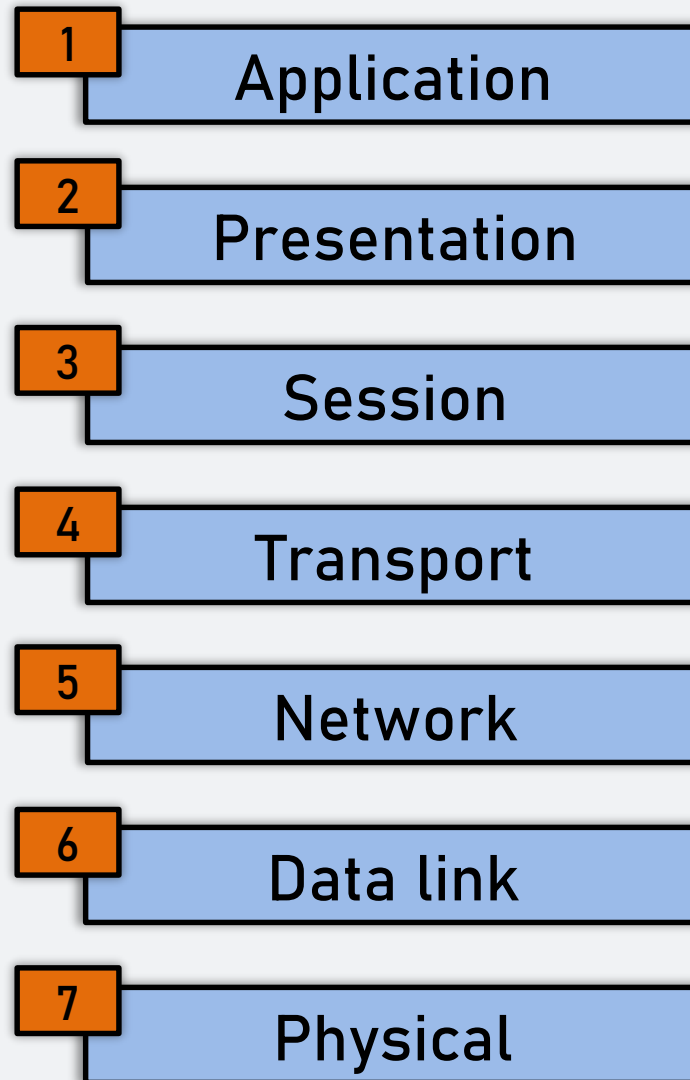 1
Application
2
Presentation
3
Session
4
Transport
5
Network
6
Data link
7
Physical